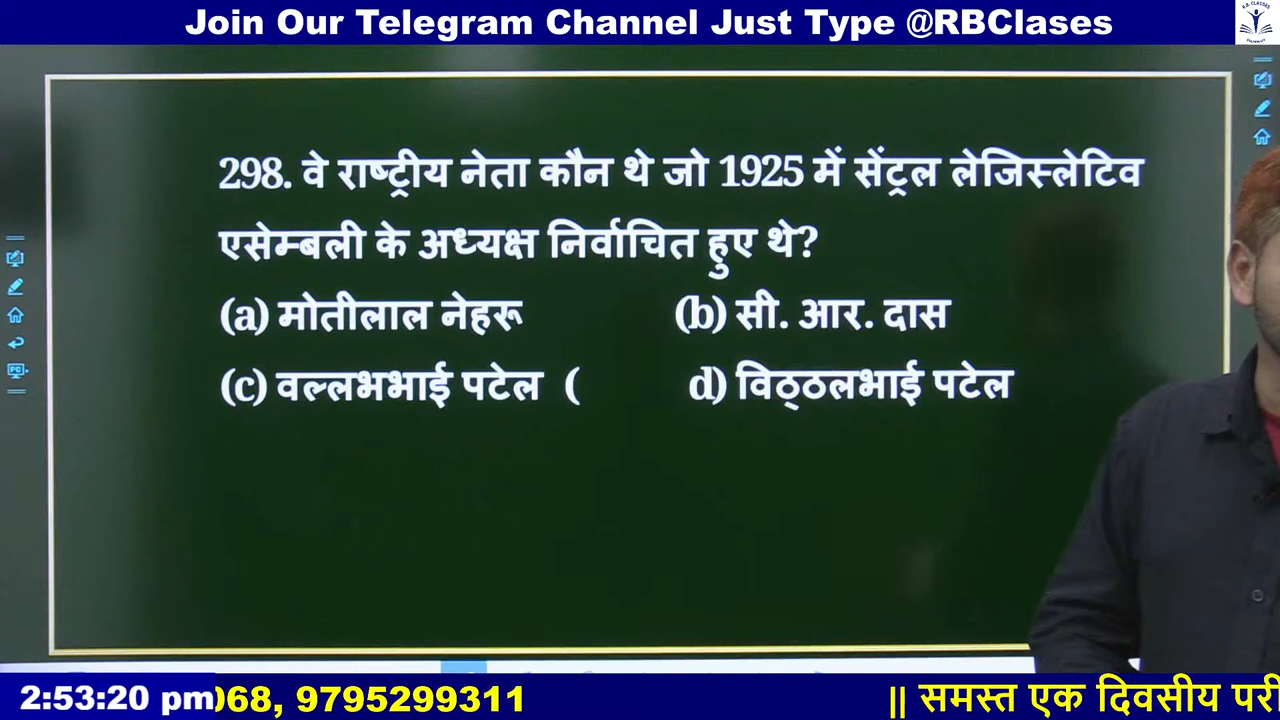 Join Our Telegram Channel Just Type @RBClases
298. वे राष्ट्रीय नेता कौन थे जो 1925 में सेंट्रल लेजिस्लेटिव
एसेम्बली के अध्यक्ष निर्वाचित हुए थे?
(a) मोतीलाल नेहरू (b) सी. आर. दास
(c) वल्लभभाई पटेल ( d) विठ्ठलभाई पटेल
2:53:20 pm 068, 9795299311 || समस्त एक दिवसीय परी